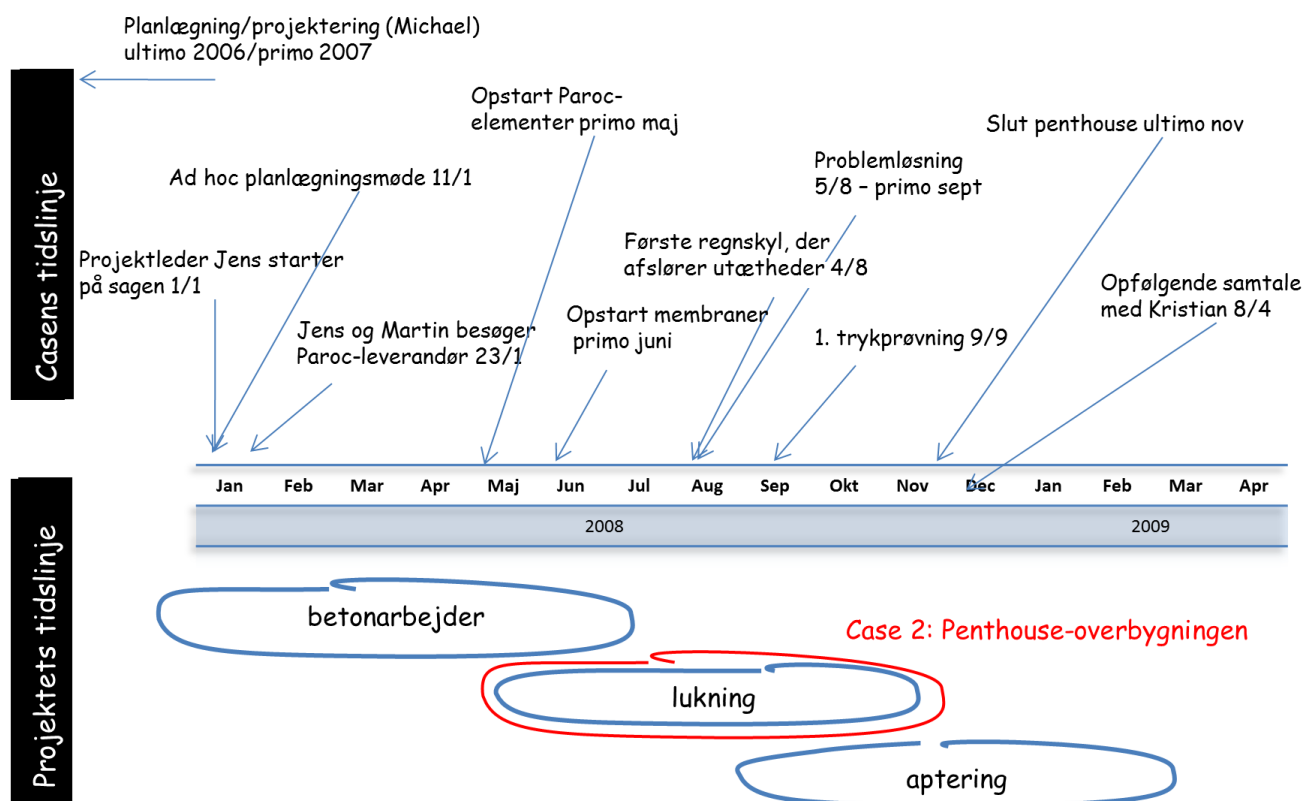 Planlægning/projektering (Michael)
ultimo 2006/primo 2007
Casens tidslinje
Opstart Paroc-
elementer primo maj
Slut penthouse ultimo nov
Ad hoc planlægningsmøde 11/1
Problemløsning
5/8 – primo sept
Projektleder Jens starter
på sagen 1/1
Første regnskyl, der
afslører utætheder 4/8
Opfølgende samtale
med Kristian 8/4
Jens og Martin besøger
Paroc-leverandør 23/1
Opstart membraner
primo juni
1. trykprøvning 9/9
Jan Feb Mar Apr Maj Jun Jul Aug Sep Okt Nov Dec Jan Feb Mar Apr
2008 2009
Projektets tidslinje
betonarbejder
Case 2: Penthouse-overbygningen
lukning
aptering